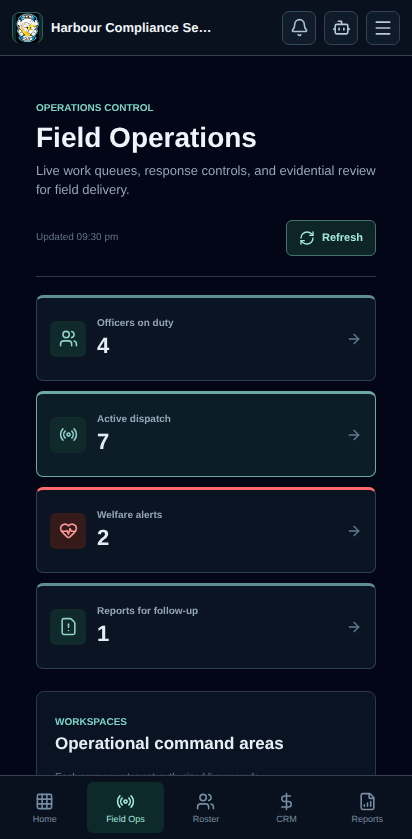 Harbour Compliance Se...
OPERATIONS CONTROL
Field Operations
Live work queues, response controls, and evidential review
for field delivery.
Updated 09:30 pm
Refresh
Officers on duty
4
Active dispatch
7
Welfare alerts
2
Reports for follow-up
1
WORKSPACES
Operational command areas
Home
Field Ops
Roster
CRM
Reports